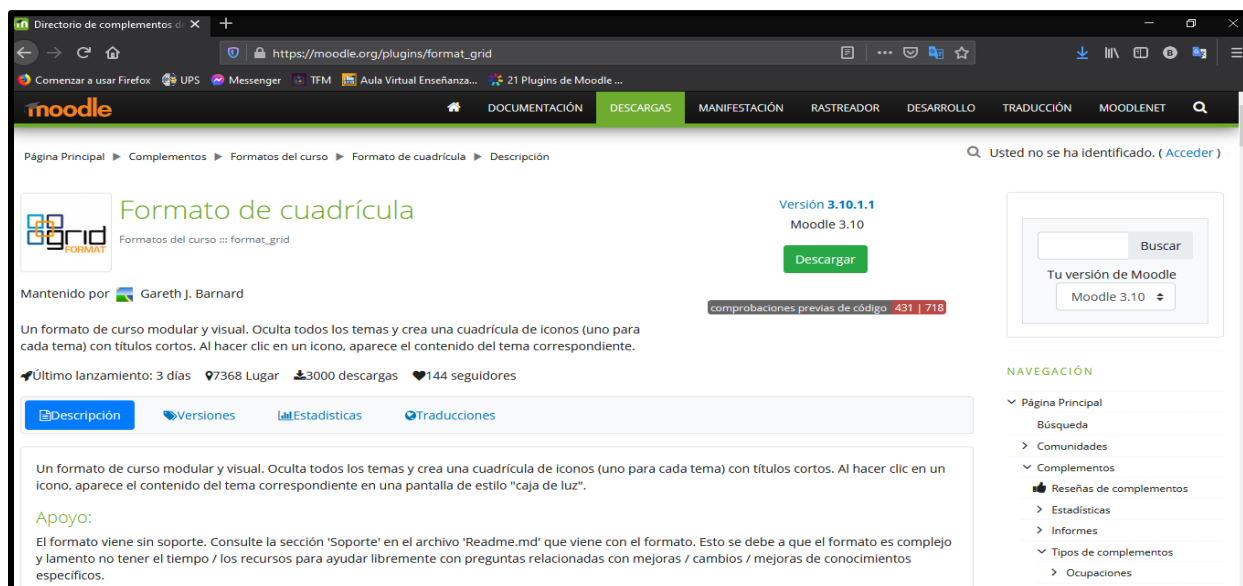 Directorio de complementos d
https://moodle.org/plugins/format_grid
Comenzar a usar Firefox UPS Messenger TFM Aula Virtual Enseñanza... 21 Plugins de Moodle ...
moodle DOCUMENTACIÓN DESCARGAS MANIFESTACIÓN RASTREADOR DESARROLLO TRADUCCIÓN MOODLENET
Página Principal ▶ Complementos ▶ Formatos del curso ▶ Formato de cuadrícula ▶ Descripción
Usted no se ha identificado. ( Acceder )
grid
FORMAT
Formato de cuadrícula
Formatos del curso ::: format_grid
Versión 3.10.1.1
Moodle 3.10
Descargar
Mantenido por Gareth J. Barnard
comprobaciones previas de código 431 | 718
Un formato de curso modular y visual. Oculta todos los temas y crea una cuadrícula de iconos (uno para
cada tema) con títulos cortos. Al hacer clic en un icono, aparece el contenido del tema correspondiente.
Último lanzamiento: 3 días 7368 Lugar 3000 descargas 144 seguidores
Descripción Versiones Estadisticas Traducciones
Un formato de curso modular y visual. Oculta todos los temas y crea una cuadrícula de iconos (uno para cada tema) con títulos cortos. Al hacer clic en un
icono, aparece el contenido del tema correspondiente en una pantalla de estilo "caja de luz".
Apoyo:
El formato viene sin soporte. Consulte la sección 'Soporte' en el archivo 'Readme.md' que viene con el formato. Esto se debe a que el formato es complejo
y lamento no tener el tiempo / los recursos para ayudar libremente con preguntas relacionadas con mejoras / cambios / mejoras de conocimientos
específicos.
Buscar
Tu versión de Moodle
Moodle 3.10
NAVEGACIÓN
Página Principal
Búsqueda
Comunidades
Complementos
Reseñas de complementos
Estadísticas
Informes
Tipos de complementos
Ocupaciones